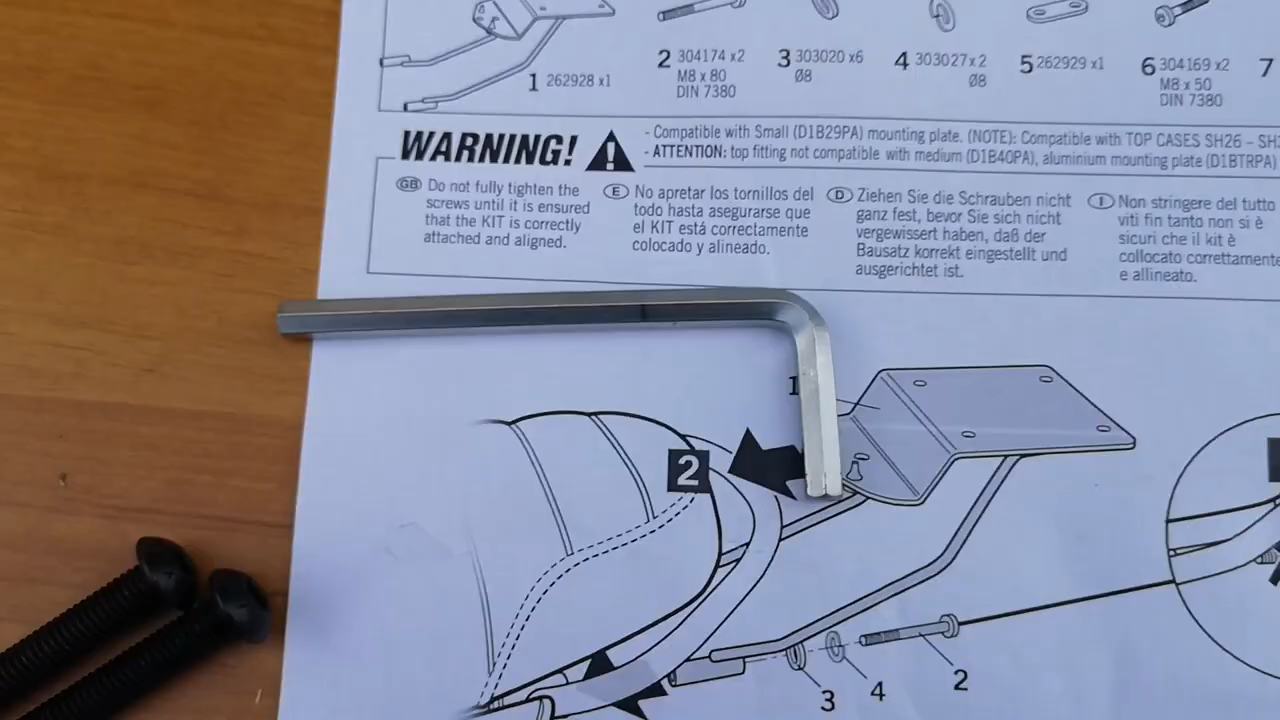 1 262928 x1
2 304174 x2
M8 x 80
DIN 7380
3 303020 x6
Ø8
4 303027x2
Ø8
5 262929 x1
6 304169 x2
M8 x 50
DIN 7380
7
WARNING!
- Compatible with Small (D1B29PA) mounting plate. (NOTE): Compatible with TOP CASES SH26 -
- ATTENTION: top fitting not compatible with medium (D1B40PA), aluminium mounting plate (D1BTRPA)
GB Do not fully tighten the
screws until it is ensured
that the KIT is correctly
attached and aligned.
E No apretar los tornillos del
todo hasta asegurarse que
el KIT está correctamente
colocado y alineado.
D Ziehen Sie die Schrauben nicht
ganz fest, bevor Sie sich nicht
vergewissert haben, daß der
Bausatz korrekt eingestellt und
ausgerichtet ist.
I Non stringere del tutto
viti fin tanto non si è
sicuri che il kit è
collocato correttamente
e allineato.
1
2
3
4
2